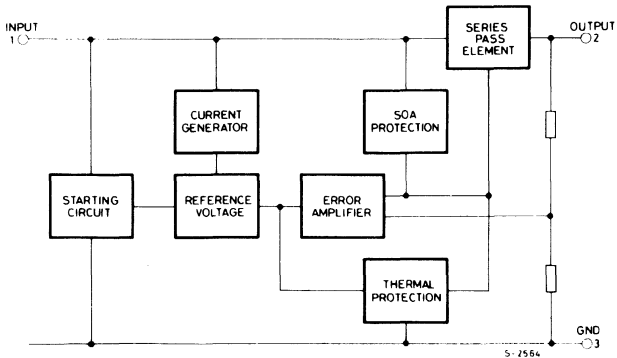 INPUT
1
SERIES
PASS
ELEMENT
OUTPUT
2
CURRENT
GENERATOR
SOA
PROTECTION
STARTING
CIRCUIT
REFERENCE
VOLTAGE
ERROR
AMPLIFIER
THERMAL
PROTECTION
GND
3
S-2564